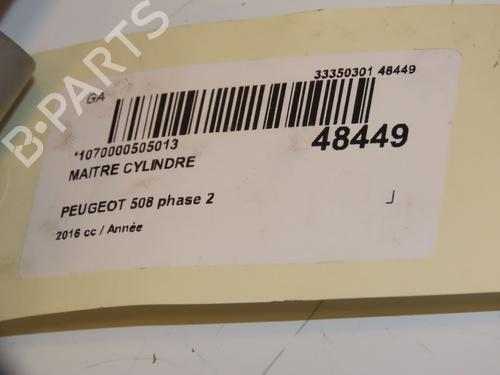 B-PARTS
GA
33350301 48449
*1070000505013
48449
MAITRE CYLINDRE
PEUGEOT 508 phase 2
2016 cc / Année